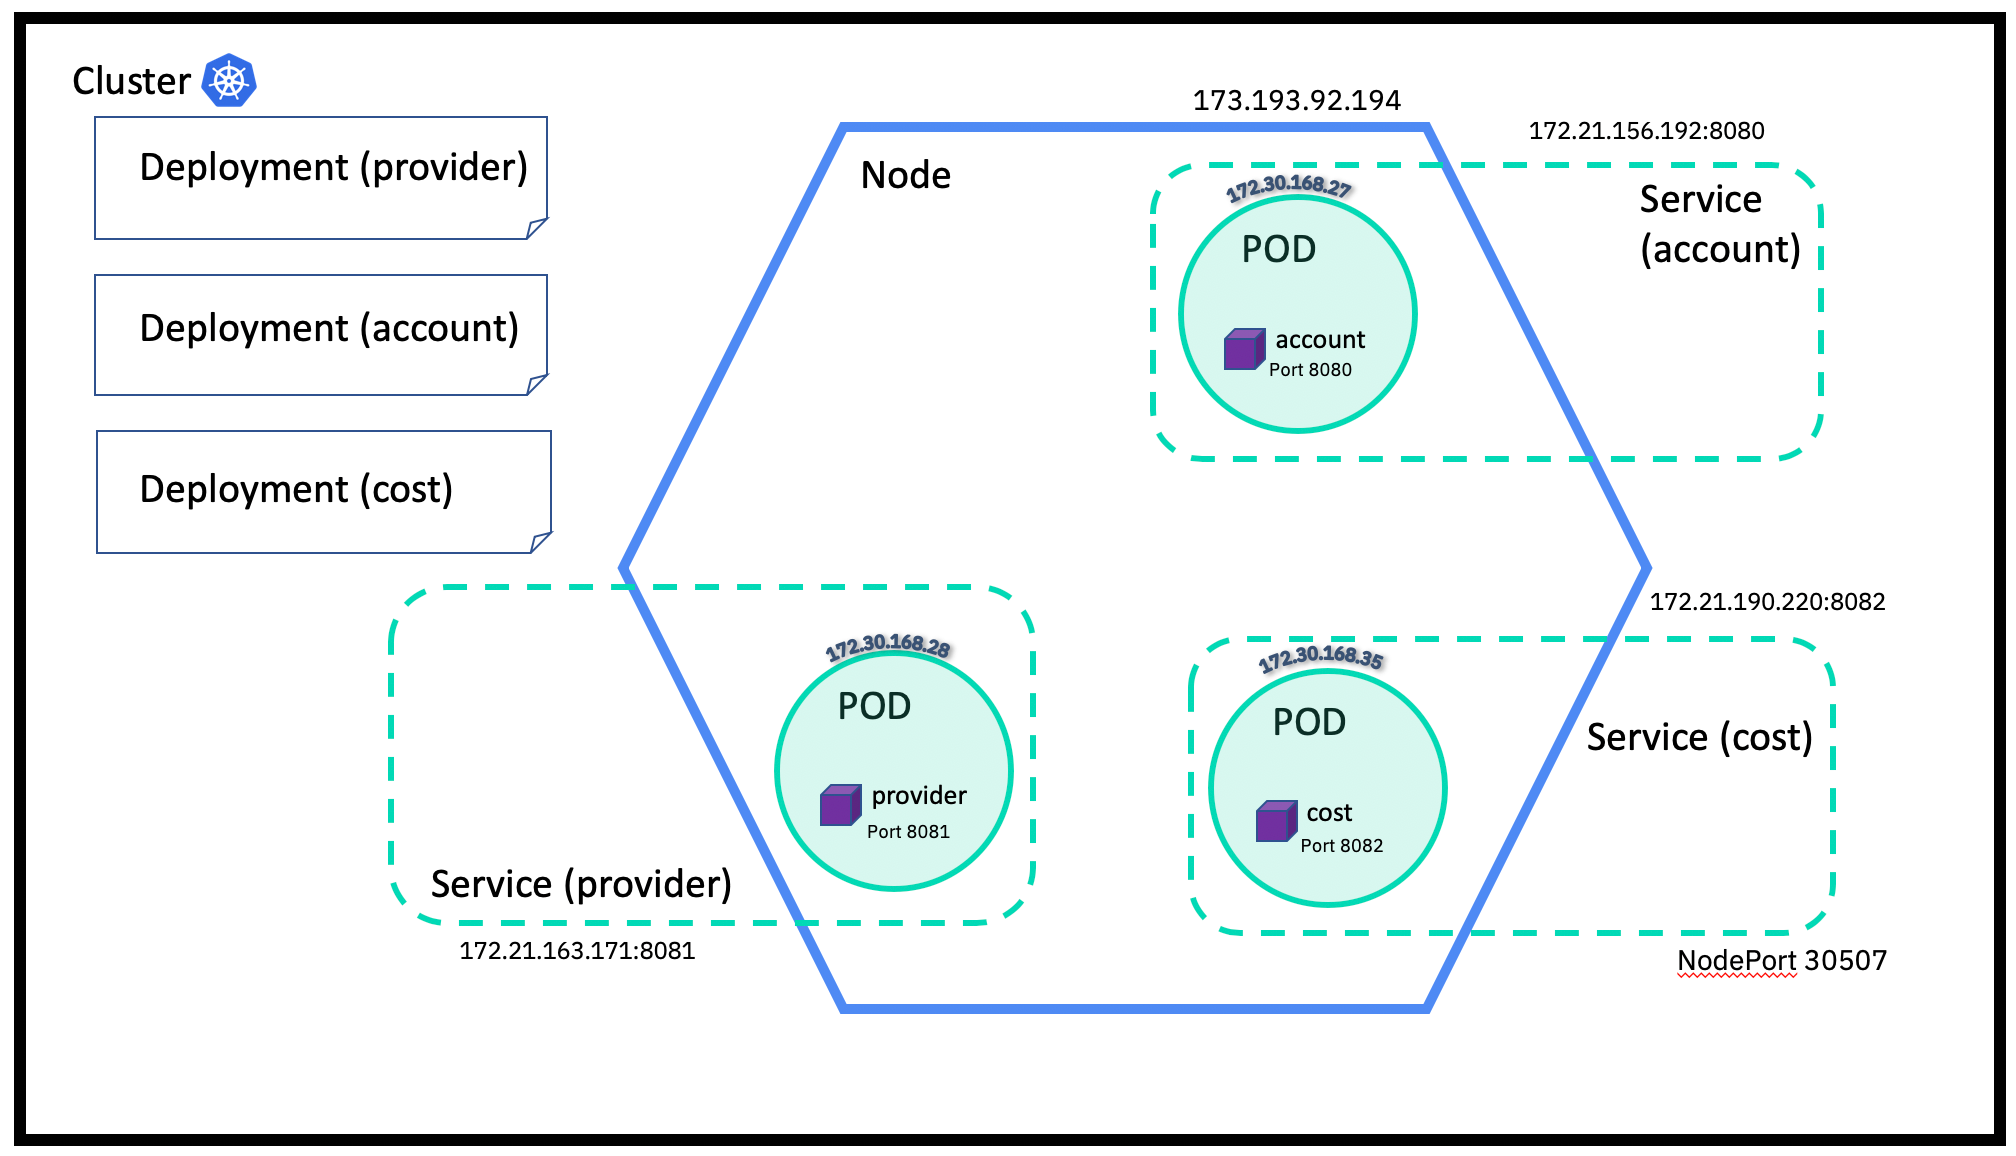 Cluster
Deployment (provider)
Deployment (account)
Deployment (cost)
173.193.92.194
Node
172.21.156.192:8080
172.30.168.27
POD
account
Port 8080
Service
(account)
172.30.168.28
POD
provider
Port 8081
Service (provider)
172.21.163.171:8081
172.21.190.220:8082
172.30.168.35
POD
cost
Port 8082
Service (cost)
NodePort 30507